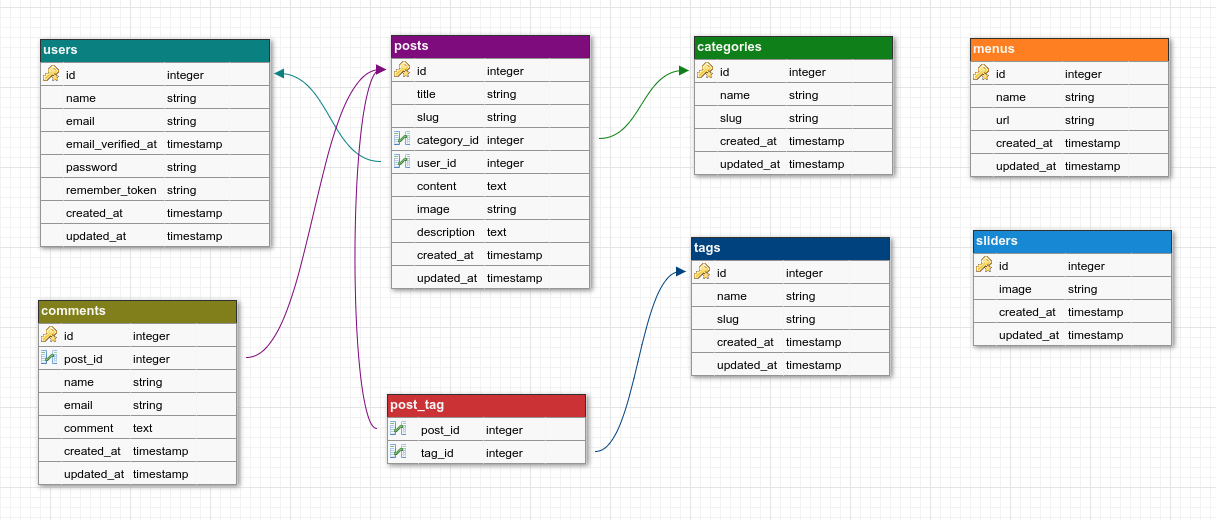 users
id integer
name string
email string
email_verified_at timestamp
password string
remember_token string
created_at timestamp
updated_at timestamp
posts
id integer
title string
slug string
category_id integer
user_id integer
content text
image string
description text
created_at timestamp
updated_at timestamp
categories
id integer
name string
slug string
created_at timestamp
updated_at timestamp
menus
id integer
name string
url string
created_at timestamp
updated_at timestamp
comments
id integer
post_id integer
name string
email string
comment text
created_at timestamp
updated_at timestamp
post_tag
post_id integer
tag_id integer
tags
id integer
name string
slug string
created_at timestamp
updated_at timestamp
sliders
id integer
image string
created_at timestamp
updated_at timestamp